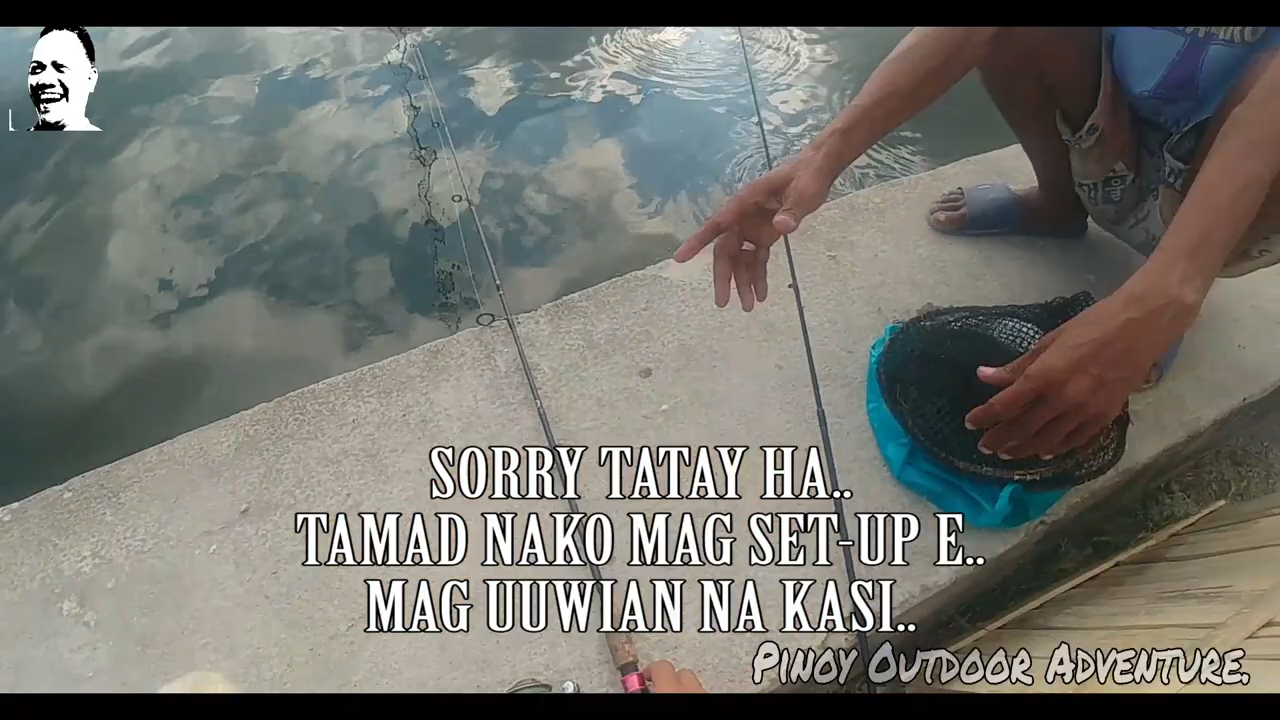 SORRY TATAY HA..
TAMAD NAKO MAG SET-UP E..
MAG UUWIAN NA KASI..
PINOY OUTDOOR ADVENTURE.